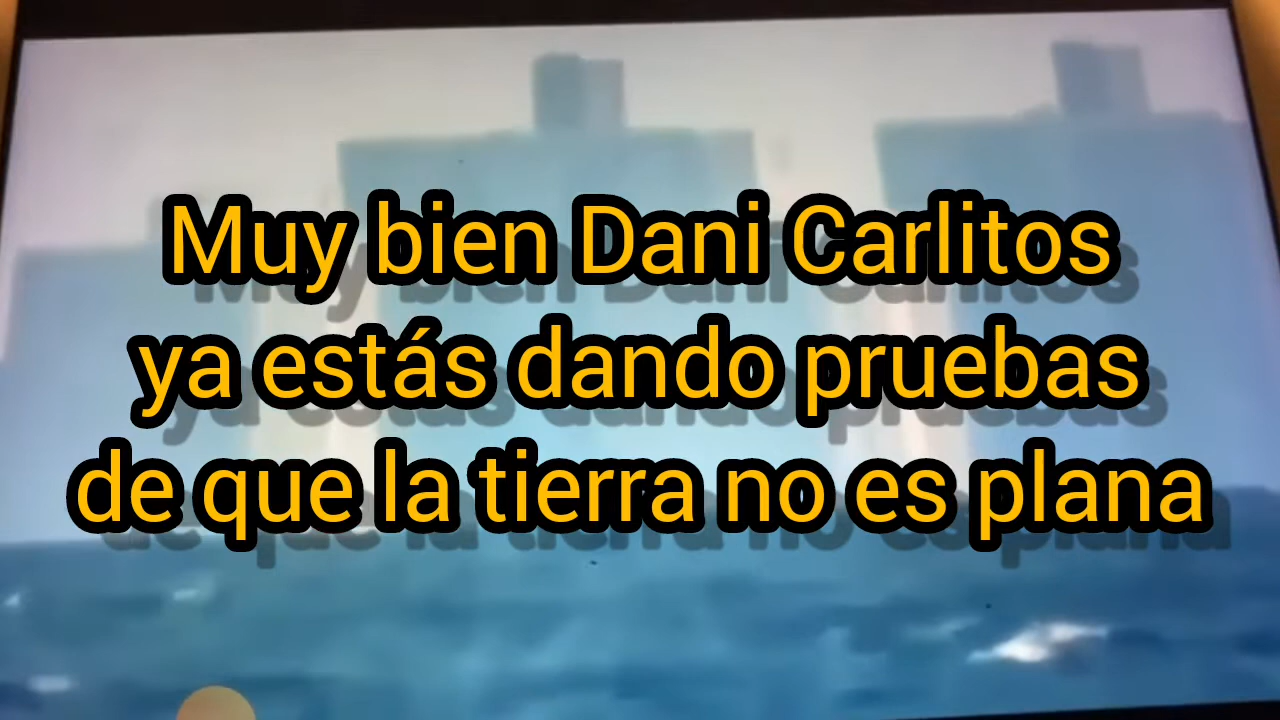 Muy bien Dani Carlitos
ya estás dando pruebas
de que la tierra no es plana